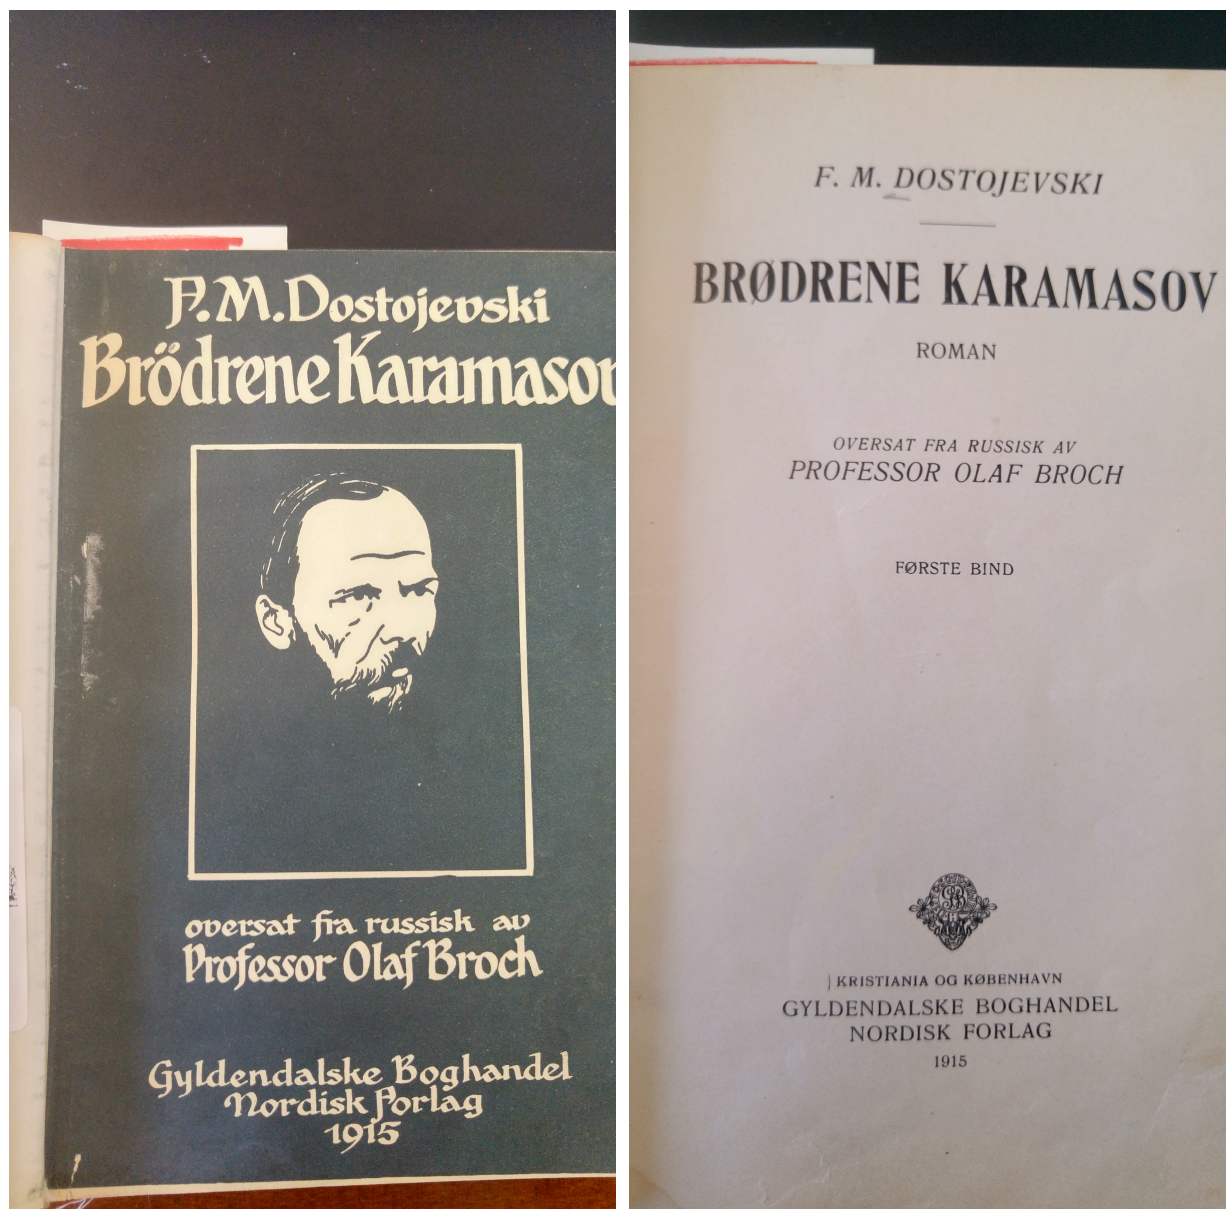 F. M. Dostojevski
Brödrene Karamasov
oversat fra russisk av
Professor Olaf Broch
Gyldendalske Boghandel
Nordisk Forlag
1915
F. M. DOSTOJEVSKI
BRØDRENE KARAMASOV
ROMAN
OVERSAT FRA RUSSISK AV
PROFESSOR OLAF BROCH
FØRSTE BIND
KRISTIANIA OG KØBENHAVN
GYLDENDALSKE BOGHANDEL
NORDISK FORLAG
1915